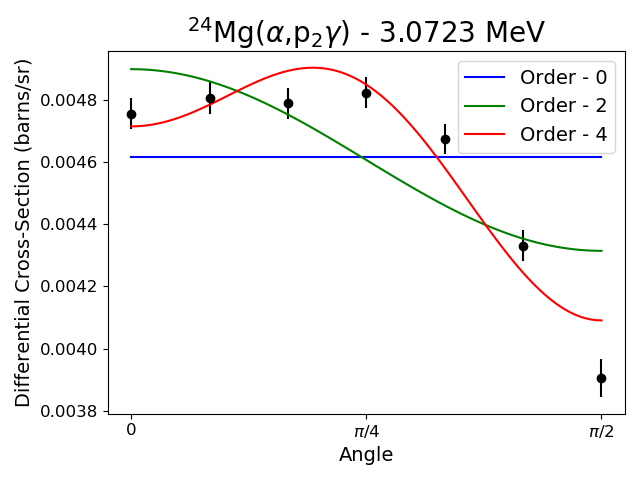 ²⁴Mg(α,p₂γ) - 3.0723 MeV
Differential Cross-Section (barns/sr)
0.0048
0.0046
0.0044
0.0042
0.0040
0.0038
Order - 0
Order - 2
Order - 4
0
π/4
π/2
Angle